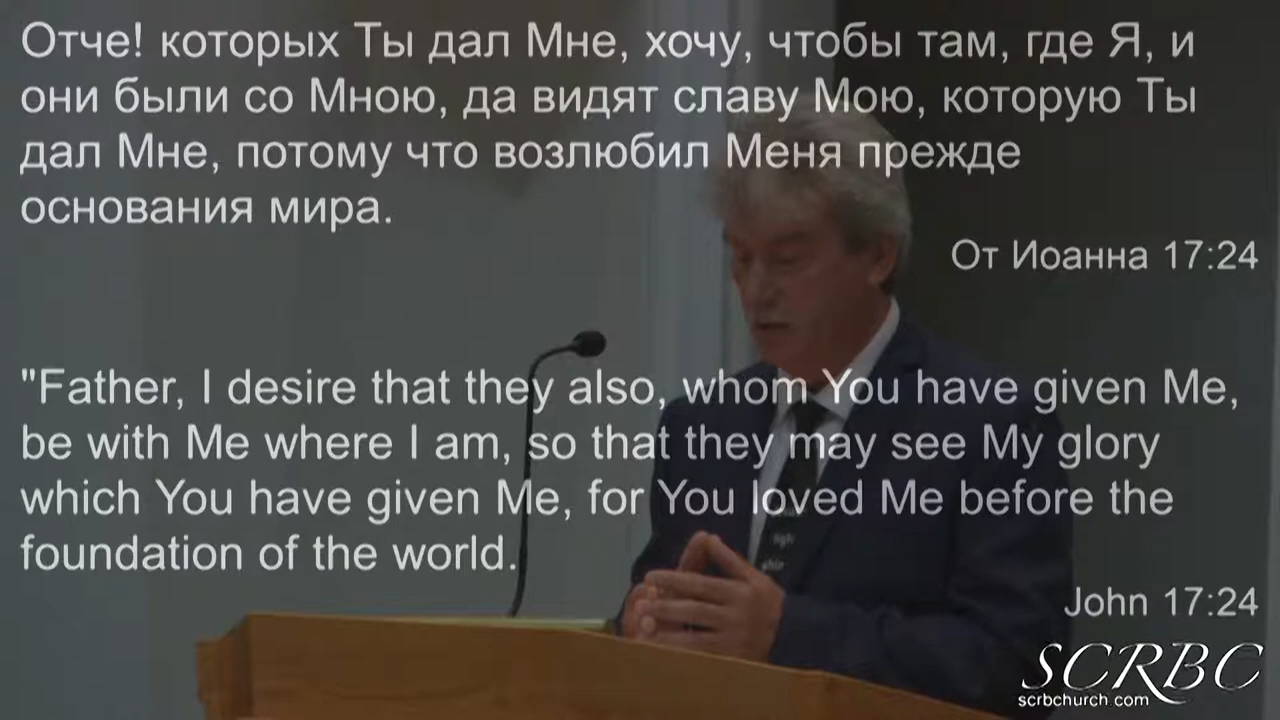 Отче! которых Ты дал Мне, хочу, чтобы там, где Я, и
они были со Мною, да видят славу Мою, которую Ты
дал Мне, потому что возлюбил Меня прежде
основания мира.
От Иоанна 17:24
"Father, I desire that they also, whom You have given Me,
be with Me where I am, so that they may see My glory
which You have given Me, for You loved Me before the
foundation of the world.
John 17:24
SCRBC
scrbchurch.com